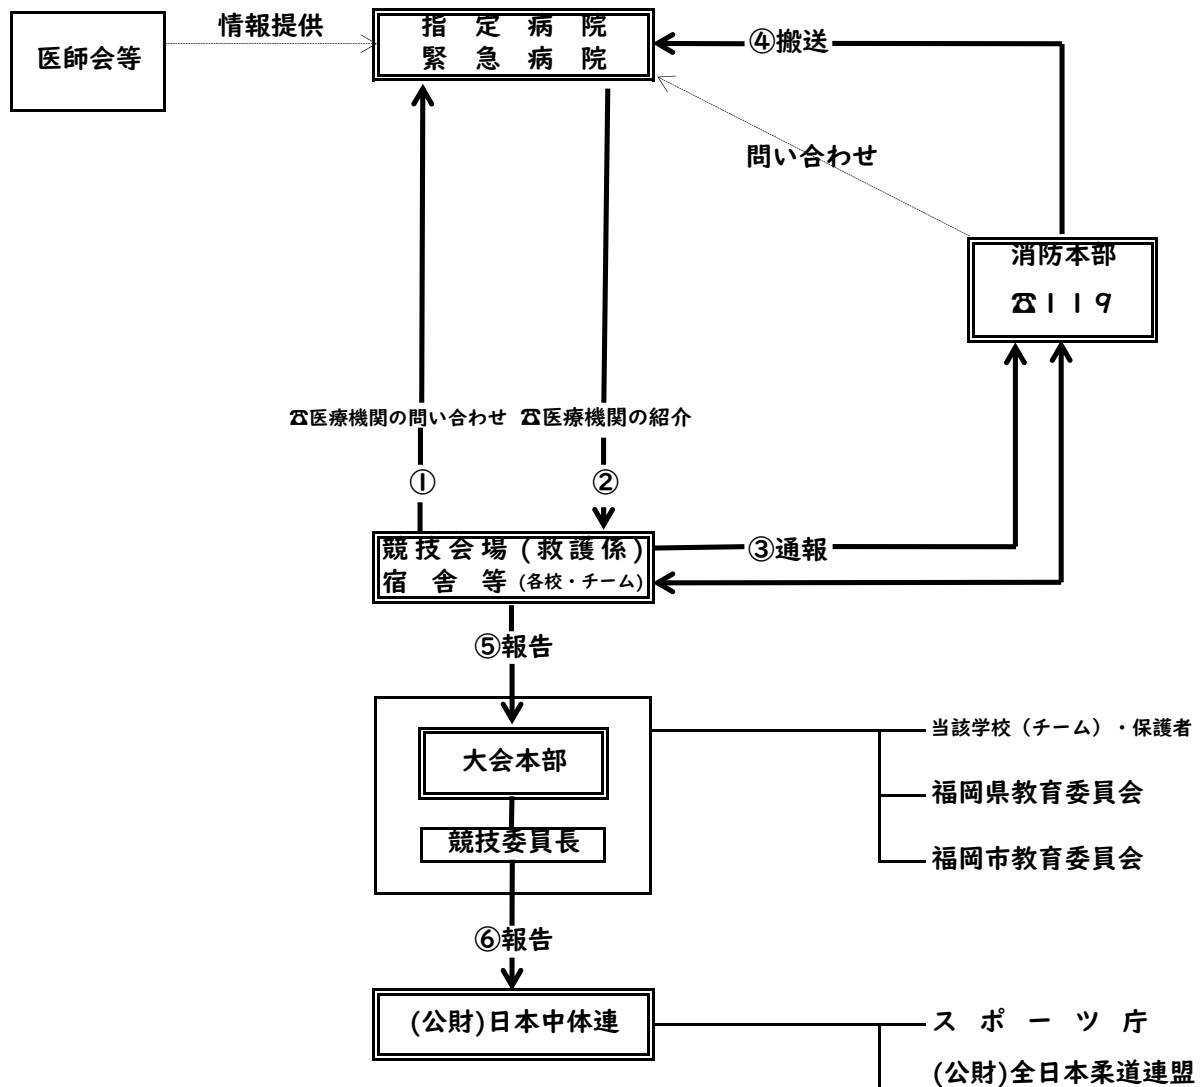 情報提供
医師会等
指定病院
緊急病院
④搬送
問い合わせ
消防本部
☎119
☎医療機関の問い合わせ ☎医療機関の紹介
①
②
競技会場(救護係)
宿舎等(各校・チーム)
③通報
⑤報告
大会本部
競技委員長
当該学校（チーム）・保護者
福岡県教育委員会
福岡市教育委員会
⑥報告
(公財)日本中体連
スポーツ庁
(公財)全日本柔道連盟